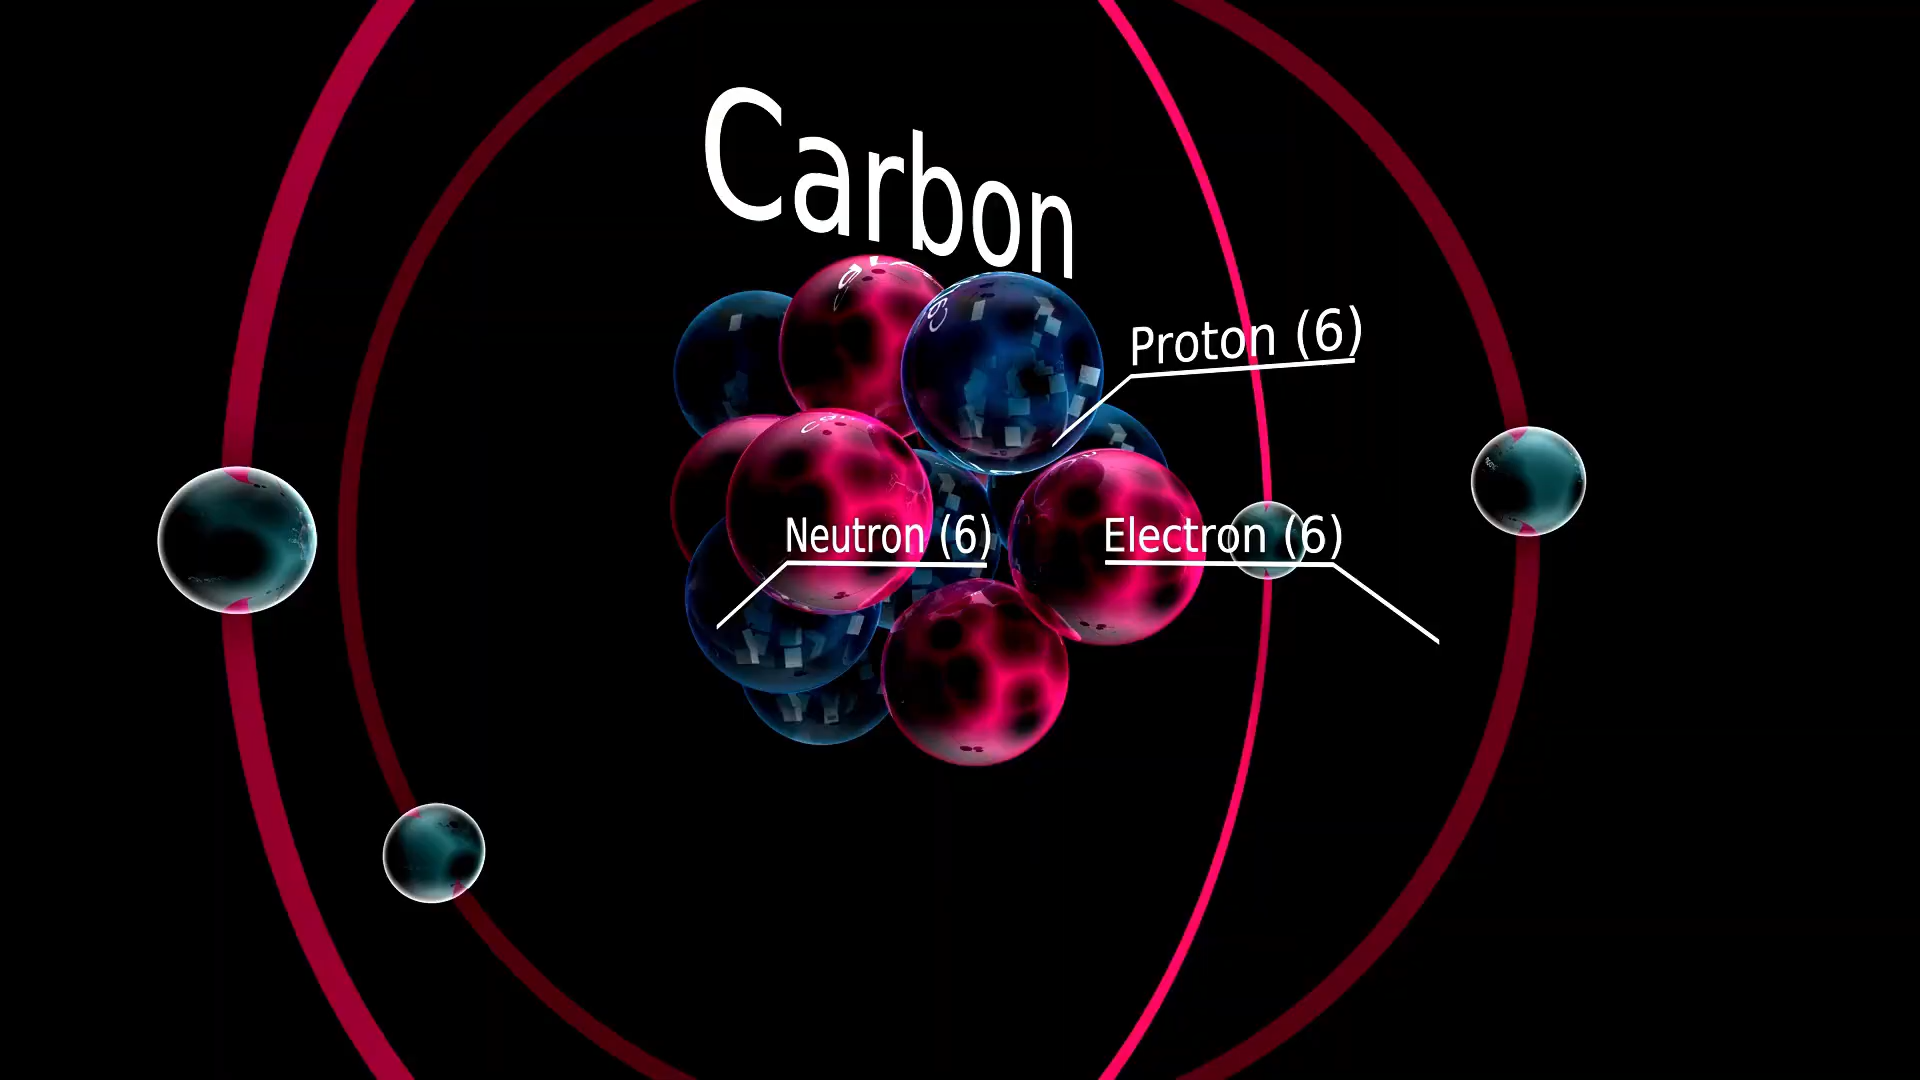 Carbon
Proton (6)
Neutron (6)
Electron (6)